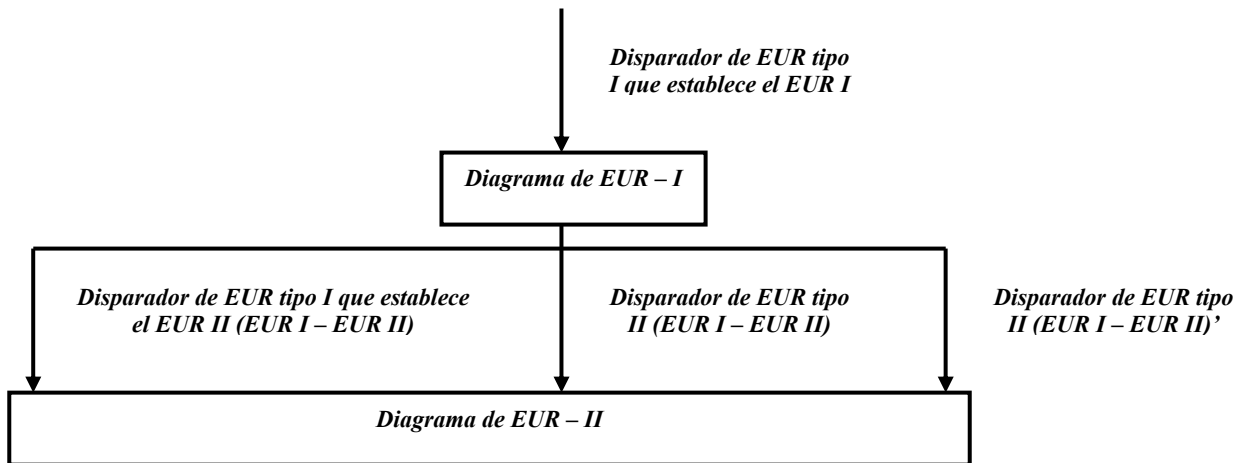 Disparador de EUR tipo
I que establece el EUR I
Diagrama de EUR – I
Disparador de EUR tipo I que establece
el EUR II (EUR I – EUR II)
Disparador de EUR tipo
II (EUR I – EUR II)
Disparador de EUR tipo
II (EUR I – EUR II)’
Diagrama de EUR – II